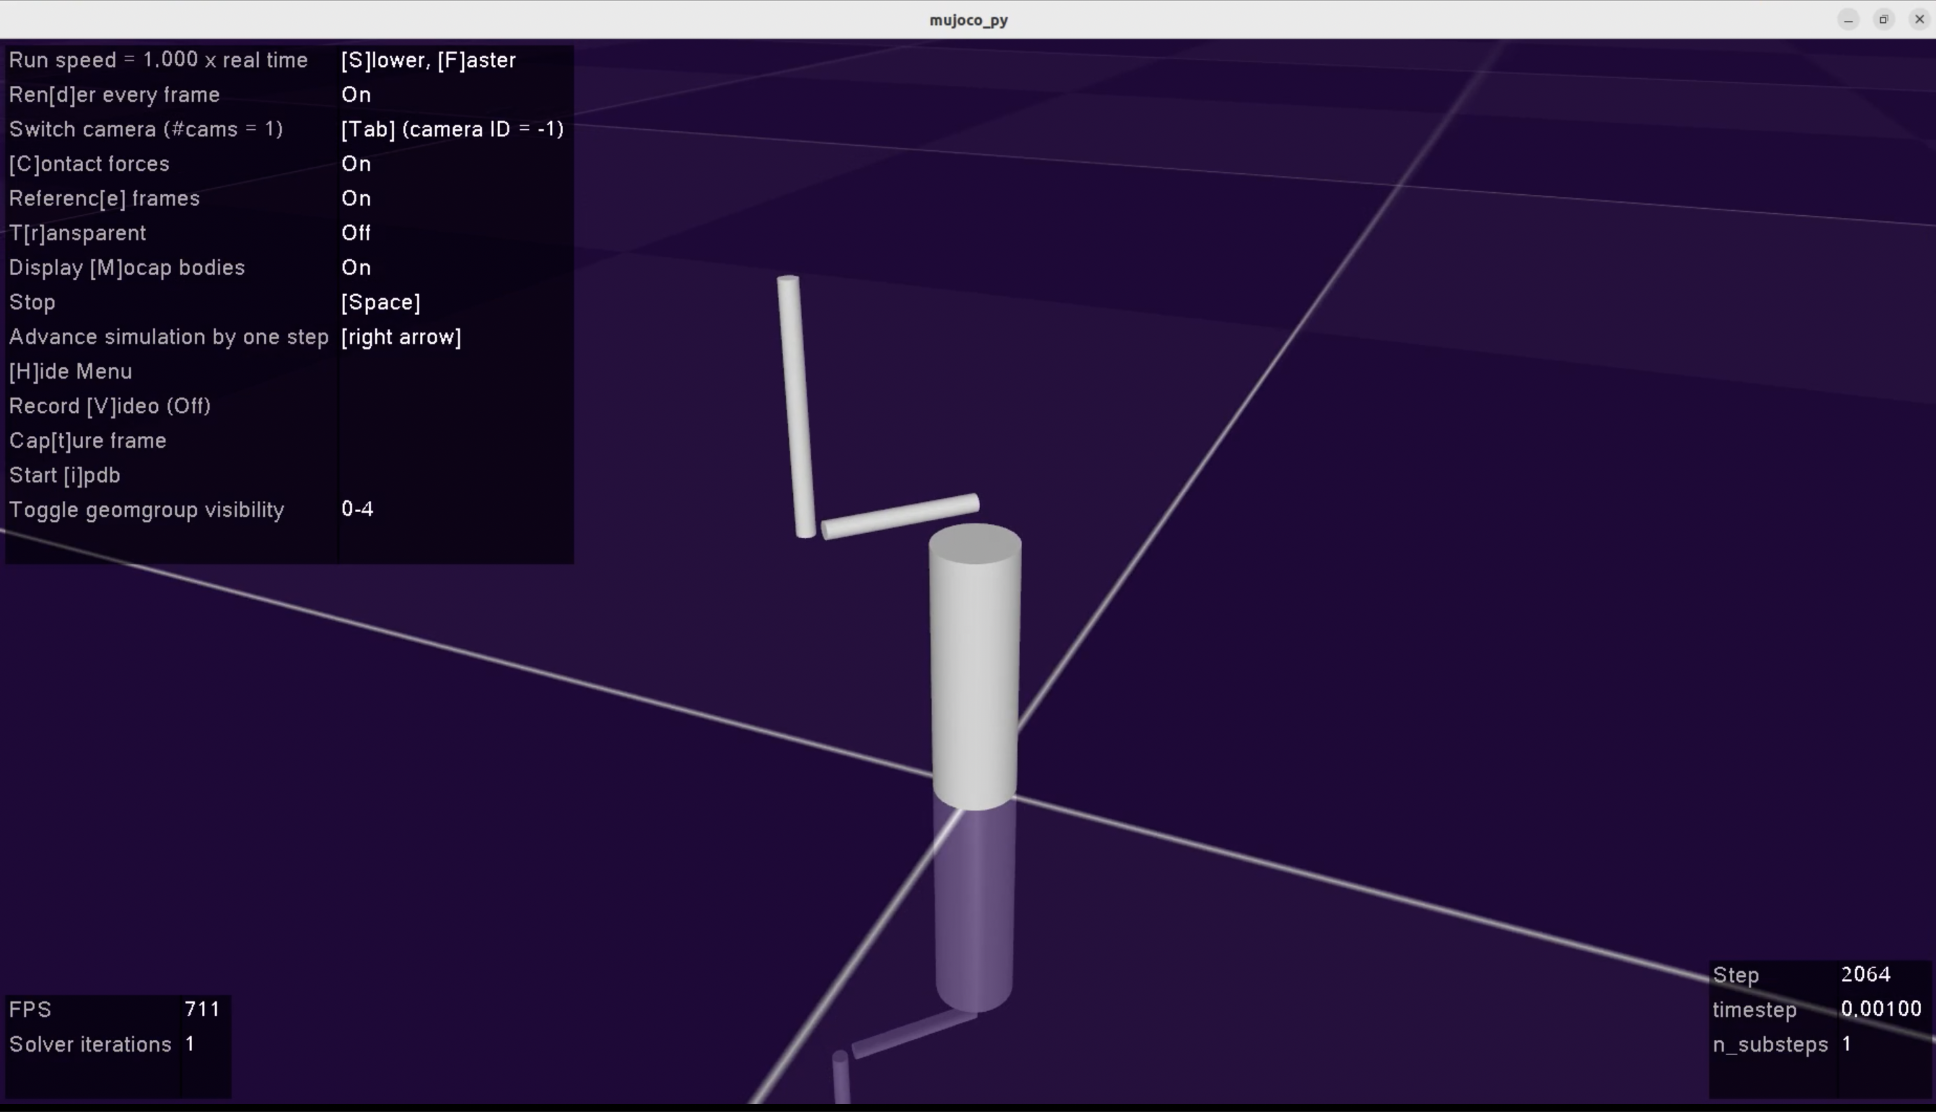 mujoco_py
Run speed = 1.000 x real time [S]lower, [F]aster
Ren[d]er every frame On
Switch camera (#cams = 1) [Tab] (camera ID = -1)
[C]ontact forces On
Referenc[e] frames On
T[r]ansparent Off
Display [M]ocap bodies On
Stop [Space]
Advance simulation by one step [right arrow]
[H]ide Menu
Record [V]ideo (Off)
Cap[t]ure frame
Start [i]pdb
Toggle geomgroup visibility 0-4
FPS 711
Solver iterations 1
Step 2064
timestep 0.00100
n_substeps 1